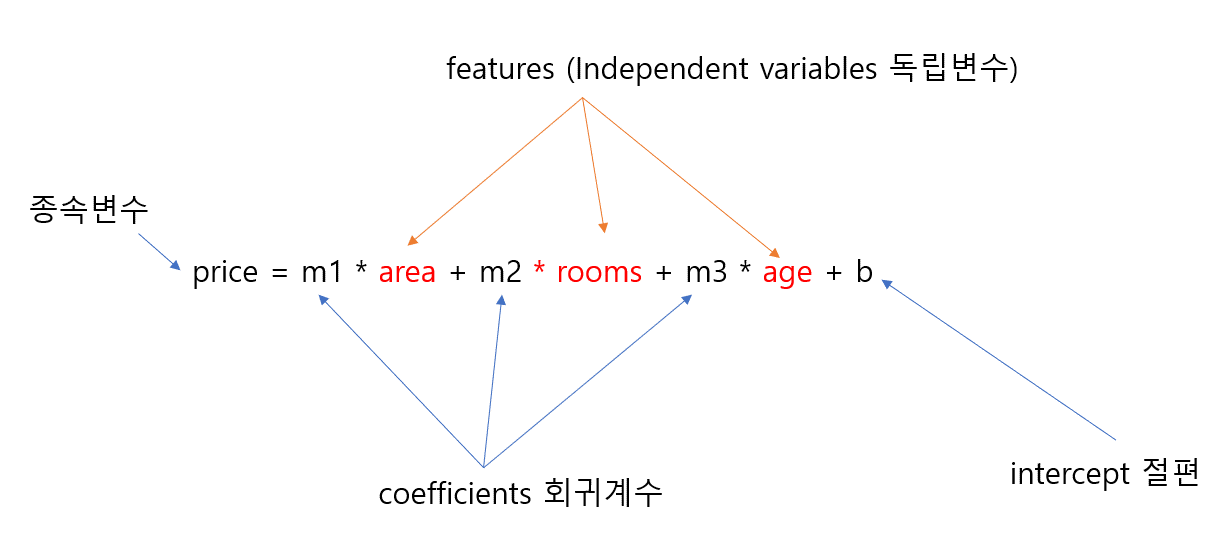 features (Independent variables 독립변수)
종속변수
price = m1 * area + m2 * rooms + m3 * age + b
coefficients 회귀계수
intercept 절편